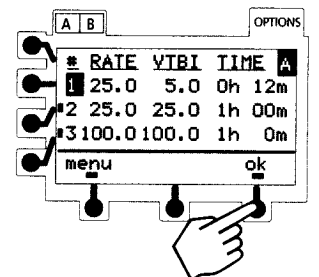 A B OPTIONS
# RATE VTBI TIME A
1 25.0 5.0 0h 12m
2 25.0 25.0 1h 00m
3 100.0 100.0 1h 0m
menu ok